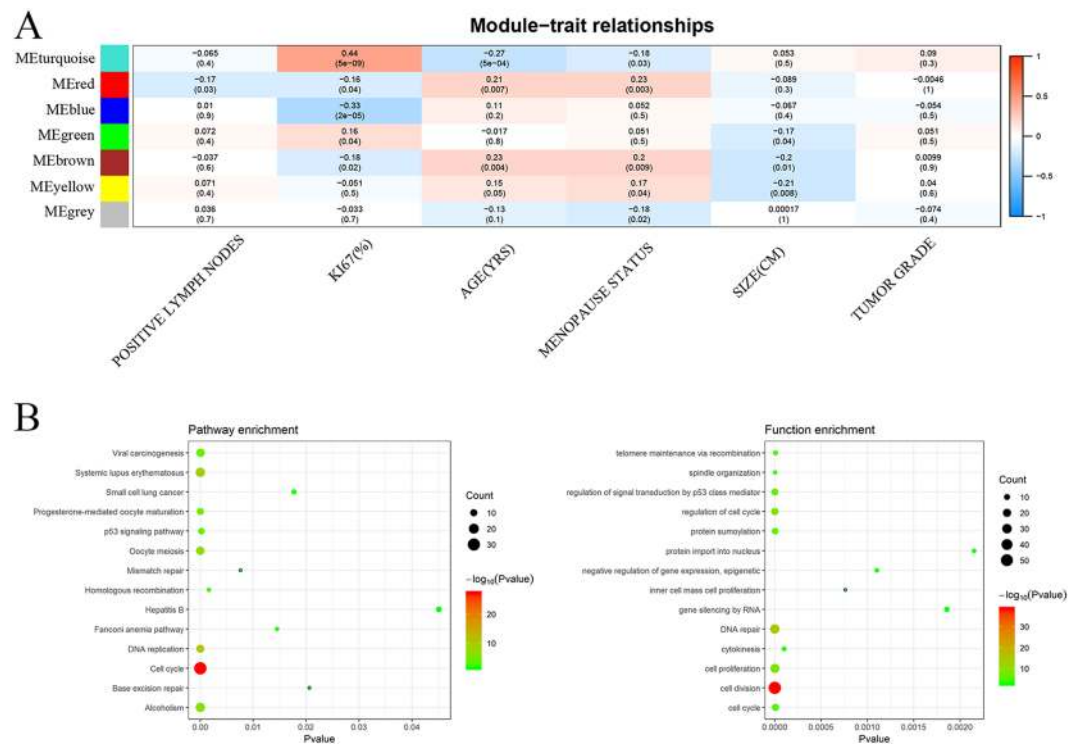 A
Module-trait relationships
MEturquoise -0.065 0.44 -0.27 -0.18 0.053 0.09
(0.4) (5e-09) (5e-04) (0.03) (0.5) (0.3)
MEred -0.17 -0.16 0.21 0.23 -0.089 -0.0046
(0.03) (0.04) (0.007) (0.003) (0.3) (1)
MEblue 0.01 -0.33 0.11 0.052 -0.067 -0.054
(0.9) (2e-05) (0.2) (0.5) (0.4) (0.5)
MEgreen 0.072 0.16 -0.017 0.051 -0.17 0.051
(0.4) (0.04) (0.8) (0.5) (0.04) (0.5)
MEbrown -0.037 -0.18 0.23 0.2 -0.2 0.0099
(0.6) (0.02) (0.004) (0.009) (0.01) (0.9)
MEyellow 0.071 -0.051 0.15 0.17 -0.21 0.04
(0.4) (0.5) (0.05) (0.04) (0.008) (0.6)
MEgrey 0.036 -0.033 -0.13 -0.18 0.00017 -0.074
(0.7) (0.7) (0.1) (0.02) (1) (0.4)
1
0.5
0
-0.5
-1
POSITIVE LYMPH NODES
KI67(%)
AGE(YRS)
MENOPAUSE STATUS
SIZE(CM)
TUMOR GRADE
B
Pathway enrichment
Viral carcinogenesis
Systemic lupus erythematosus
Small cell lung cancer
Progesterone-mediated oocyte maturation
p53 signaling pathway
Oocyte meiosis
Mismatch repair
Homologous recombination
Hepatitis B
Fanconi anemia pathway
DNA replication
Cell cycle
Base excision repair
Alcoholism
0.00 0.01 0.02 0.03 0.04
Pvalue
Count
10
20
30
-log₁₀(Pvalue)
20
10
Function enrichment
telomere maintenance via recombination
spindle organization
regulation of signal transduction by p53 class mediator
regulation of cell cycle
protein sumoylation
protein import into nucleus
negative regulation of gene expression, epigenetic
inner cell mass cell proliferation
gene silencing by RNA
DNA repair
cytokinesis
cell proliferation
cell division
cell cycle
0.0000 0.0005 0.0010 0.0015 0.0020
Pvalue
Count
10
20
30
40
50
-log₁₀(Pvalue)
30
20
10